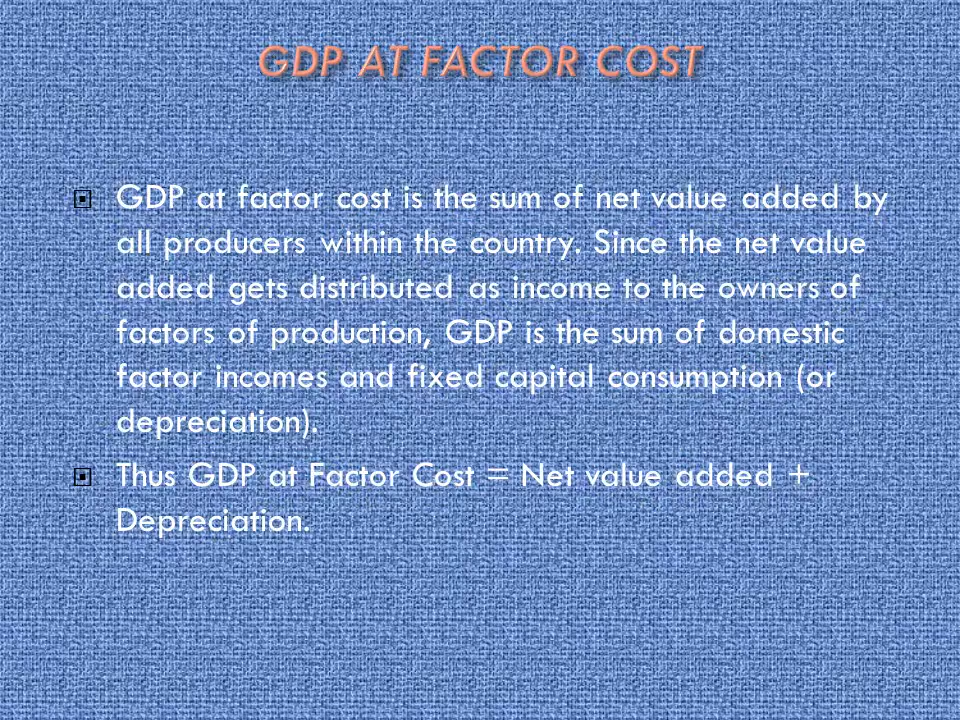 GDP AT FACTOR COST
GDP at factor cost is the sum of net value added by
all producers within the country. Since the net value
added gets distributed as income to the owners of
factors of production, GDP is the sum of domestic
factor incomes and fixed capital consumption (or
depreciation).
Thus GDP at Factor Cost = Net value added +
Depreciation.